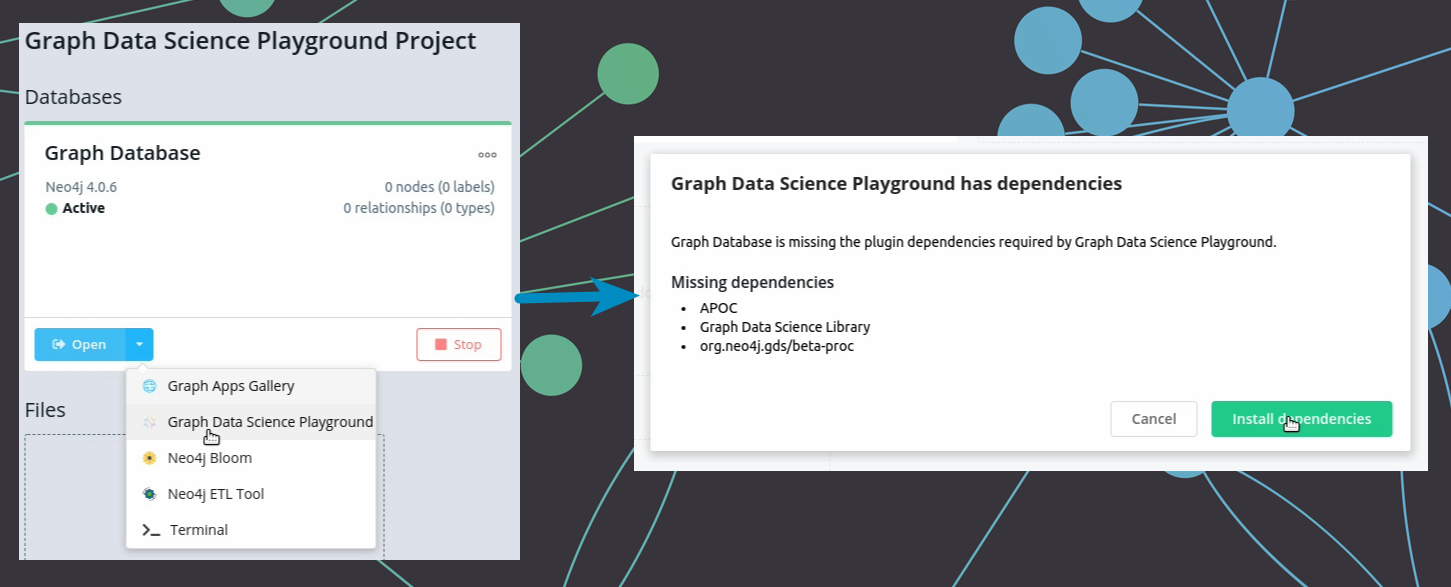 Graph Data Science Playground Project
Databases
Graph Database
Neo4j 4.0.6
0 nodes (0 labels)
Active
0 relationships (0 types)
Open
Stop
Files
Graph Apps Gallery
Graph Data Science Playground
Neo4j Bloom
Neo4j ETL Tool
Terminal
Graph Data Science Playground has dependencies
Graph Database is missing the plugin dependencies required by Graph Data Science Playground.
Missing dependencies
• APOC
• Graph Data Science Library
• org.neo4j.gds/beta-proc
Cancel
Install dependencies